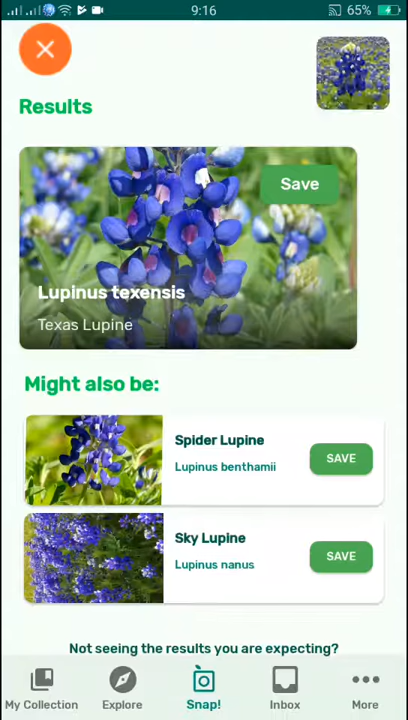 9:16
65%
Results
Save
Lupinus texensis
Texas Lupine
Might also be:
Spider Lupine
Lupinus benthamii
SAVE
Sky Lupine
Lupinus nanus
SAVE
Not seeing the results you are expecting?
My Collection
Explore
Snap!
Inbox
More